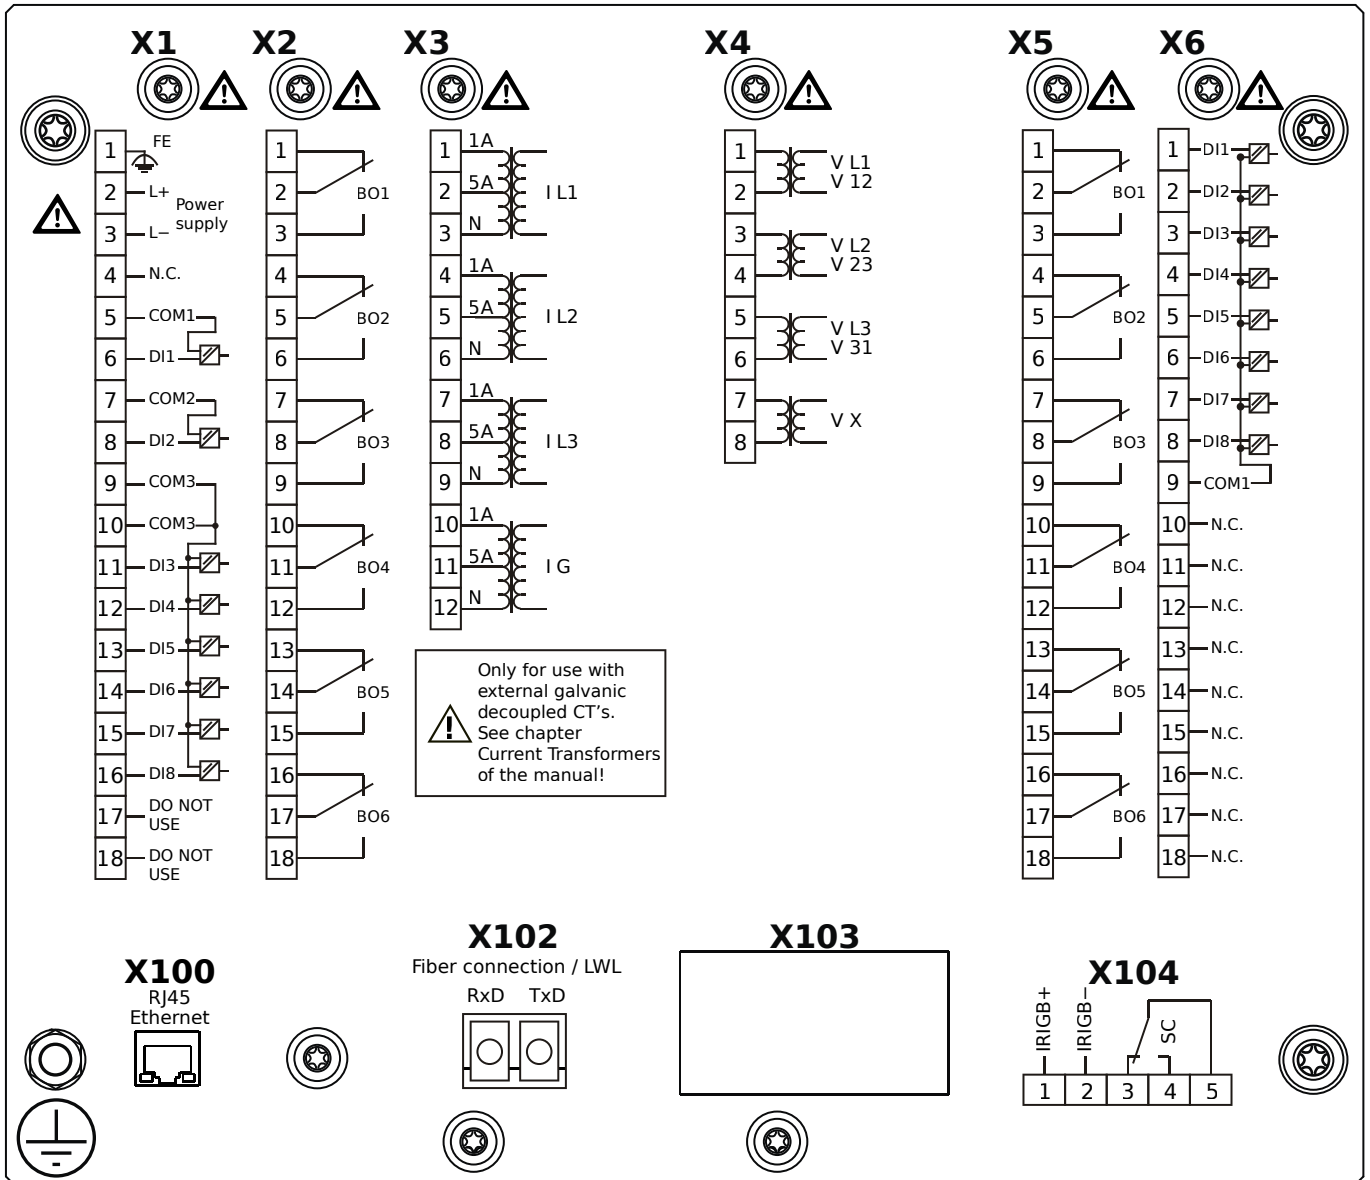 X1
X2
X3
X4
X5
X6
1 FE
2 L+
Power
supply
3 L−
4 N.C.
5 COM1
6 DI1
7 COM2
8 DI2
9 COM3
10 COM3
11 DI3
12 DI4
13 DI5
14 DI6
15 DI7
16 DI8
17 DO NOT
USE
18 DO NOT
USE
1
2 BO1
3
4
5 BO2
6
7
8 BO3
9
10
11 BO4
12
13
14 BO5
15
16
17 BO6
18
1 1A
2 5A I L1
3 N
4 1A
5 5A I L2
6 N
7 1A
8 5A I L3
9 N
10 1A
11 5A I G
12 N
Only for use with
external galvanic
decoupled CT's.
See chapter
Current Transformers
of the manual!
1 V L1
2 V 12
3 V L2
4 V 23
5 V L3
6 V 31
7 V X
8
1
2 BO1
3
4
5 BO2
6
7
8 BO3
9
10
11 BO4
12
13
14 BO5
15
16
17 BO6
18
1 DI1
2 DI2
3 DI3
4 DI4
5 DI5
6 DI6
7 DI7
8 DI8
9 COM1
10 N.C.
11 N.C.
12 N.C.
13 N.C.
14 N.C.
15 N.C.
16 N.C.
17 N.C.
18 N.C.
X100
RJ45
Ethernet
X102
Fiber connection / LWL
RxD TxD
X103
X104
IRIGB+
IRIGB−
SC
1 2 3 4 5